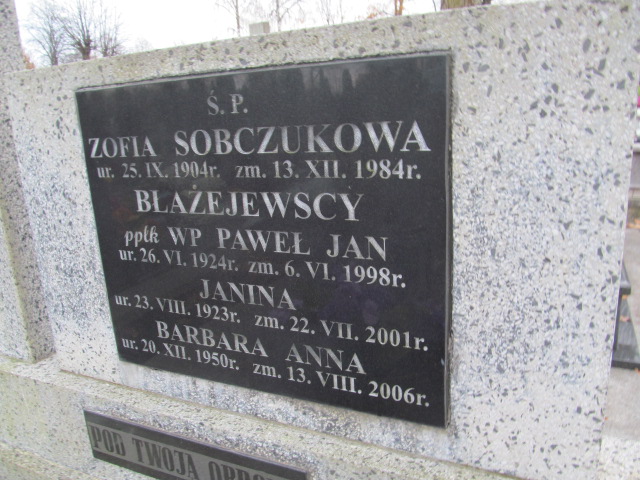 Ś. P.
ZOFIA SOBCZUKOWA
ur. 25. IX. 1904r. zm. 13. XII. 1984r.
BŁAŻEJEWSCY
ppłk WP PAWEŁ JAN
ur. 26. VI. 1924r. zm. 6. VI. 1998r.
JANINA
ur. 23. VIII. 1923r. zm. 22. VII. 2001r.
BARBARA ANNA
ur. 20. XII. 1950r. zm. 13. VIII. 2006r.
POD TWOJĄ